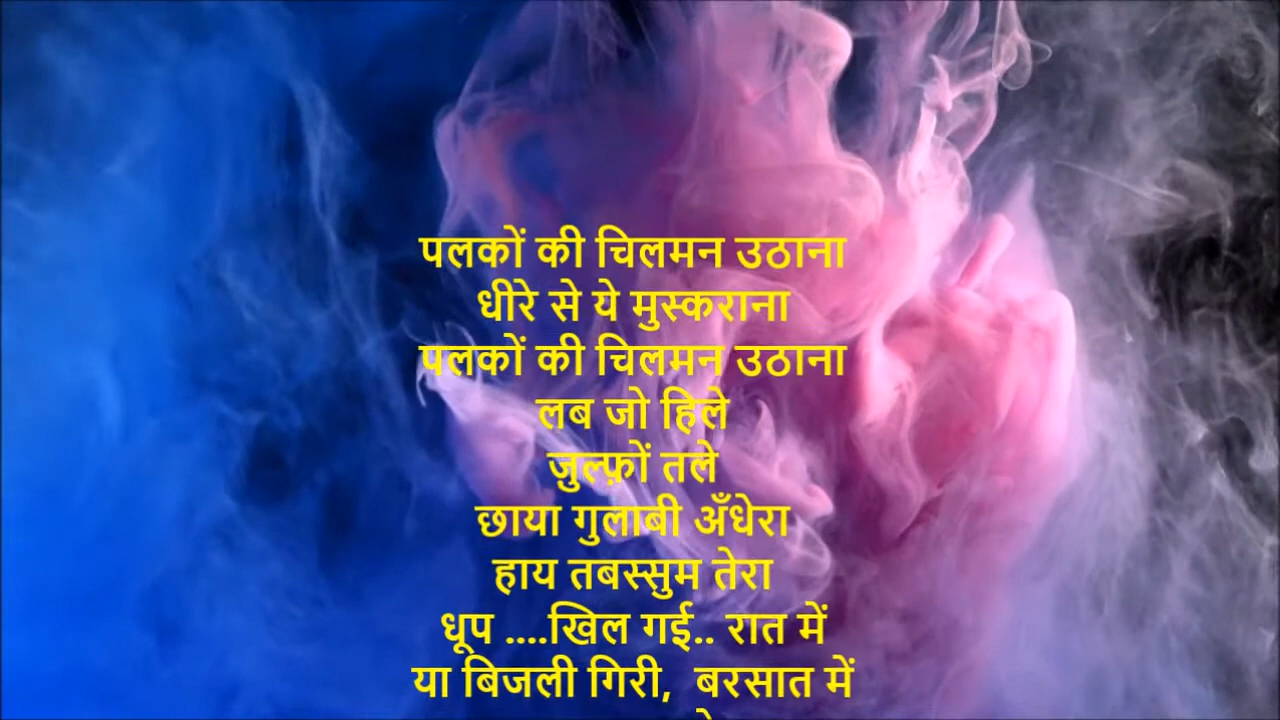 पलकों की चिलमन उठाना
धीरे से ये मुस्कराना
पलकों की चिलमन उठाना
लब जो हिले
ज़ुल्फ़ों तले
छाया गुलाबी अँधेरा
हाय तबस्सुम तेरा
धूप ....खिल गई.. रात में
या बिजली गिरी,  बरसात में